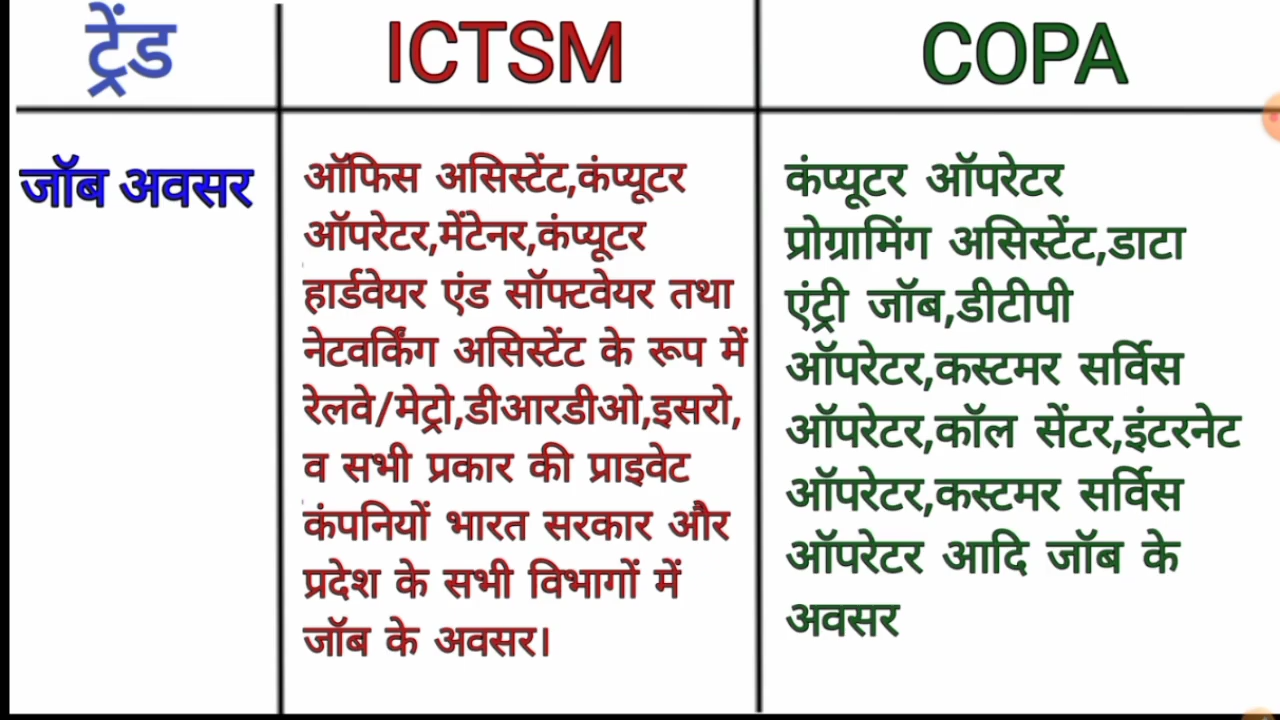 ट्रेंड ICTSM COPA
जॉब अवसर
ऑफिस असिस्टेंट,कंप्यूटर
ऑपरेटर,मेंटेनर,कंप्यूटर
हार्डवेयर एंड सॉफ्टवेयर तथा
नेटवर्किंग असिस्टेंट के रूप में
रेलवे/मेट्रो,डीआरडीओ,इसरो,
व सभी प्रकार की प्राइवेट
कंपनियों भारत सरकार और
प्रदेश के सभी विभागों में
जॉब के अवसर।
कंप्यूटर ऑपरेटर
प्रोग्रामिंग असिस्टेंट,डाटा
एंट्री जॉब,डीटीपी
ऑपरेटर,कस्टमर सर्विस
ऑपरेटर,कॉल सेंटर,इंटरनेट
ऑपरेटर,कस्टमर सर्विस
ऑपरेटर आदि जॉब के
अवसर